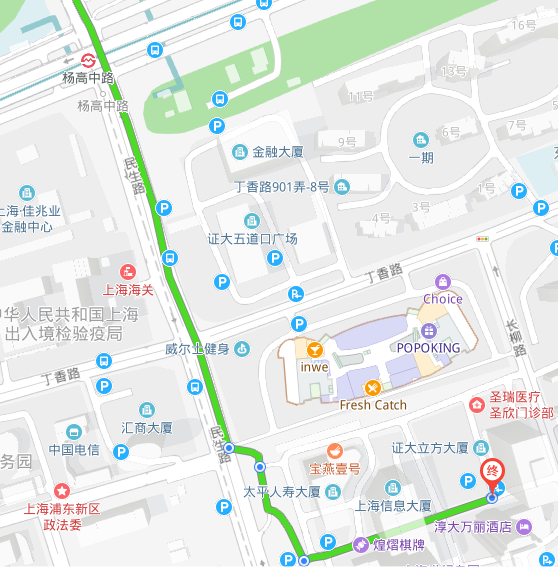 16号
13号
杨高中路
杨高中路
11号
7号
6号
9号
金融大厦
一期
民生路
丁香路901弄-8号
1号
3号
4号
上海·佳兆业
金融中心
证大五道口广场
丁香路
上海海关
Choice
中华人民共和国上海
出入境检验疫局
威尔士健身
POPOKING
长柳路
inwe
丁香路
Fresh Catch
圣瑞医疗
圣欣门诊部
汇商大厦
中国电信
民生路
证大立方大厦
务园
宝燕壹号
终
太平人寿大厦
上海信息大厦
上海浦东新区
政法委
淳大万丽酒店
煌熠棋牌